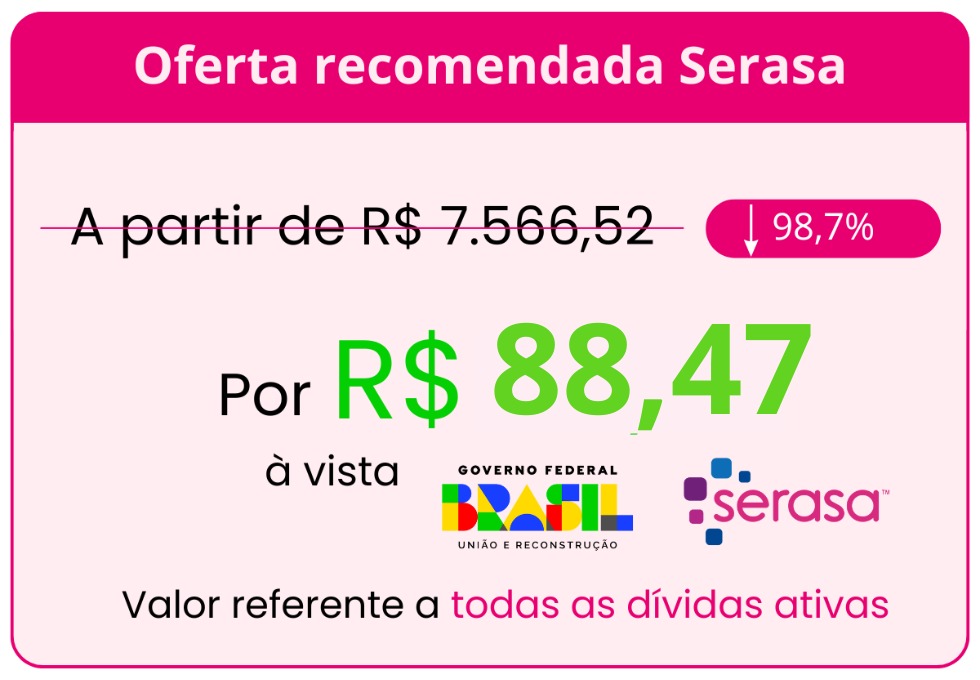 Oferta recomendada Serasa
A partir de R$ 7.566,52
98,7%
Por R$ 88,47
à vista
GOVERNO FEDERAL
BRASIL
UNIÃO E RECONSTRUÇÃO
serasa™
Valor referente a todas as dívidas ativas